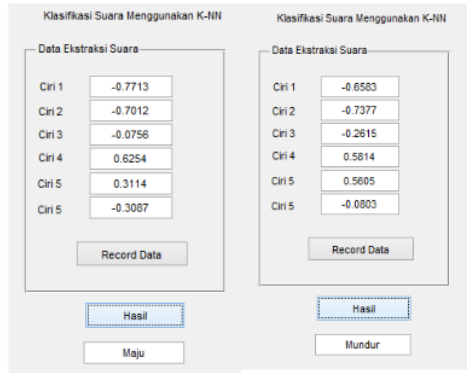 Klasifikasi Suara Menggunakan K-NN
Data Ekstraksi Suara
Ciri 1 -0.7713
Ciri 2 -0.7012
Ciri 3 -0.0756
Ciri 4 0.6254
Ciri 5 0.3114
Ciri 5 -0.3087
Record Data
Hasil
Maju
Klasifikasi Suara Menggunakan K-NN
Data Ekstraksi Suara
Ciri 1 -0.6583
Ciri 2 -0.7377
Ciri 3 -0.2615
Ciri 4 0.5814
Ciri 5 0.5605
Ciri 5 -0.0803
Record Data
Hasil
Mundur